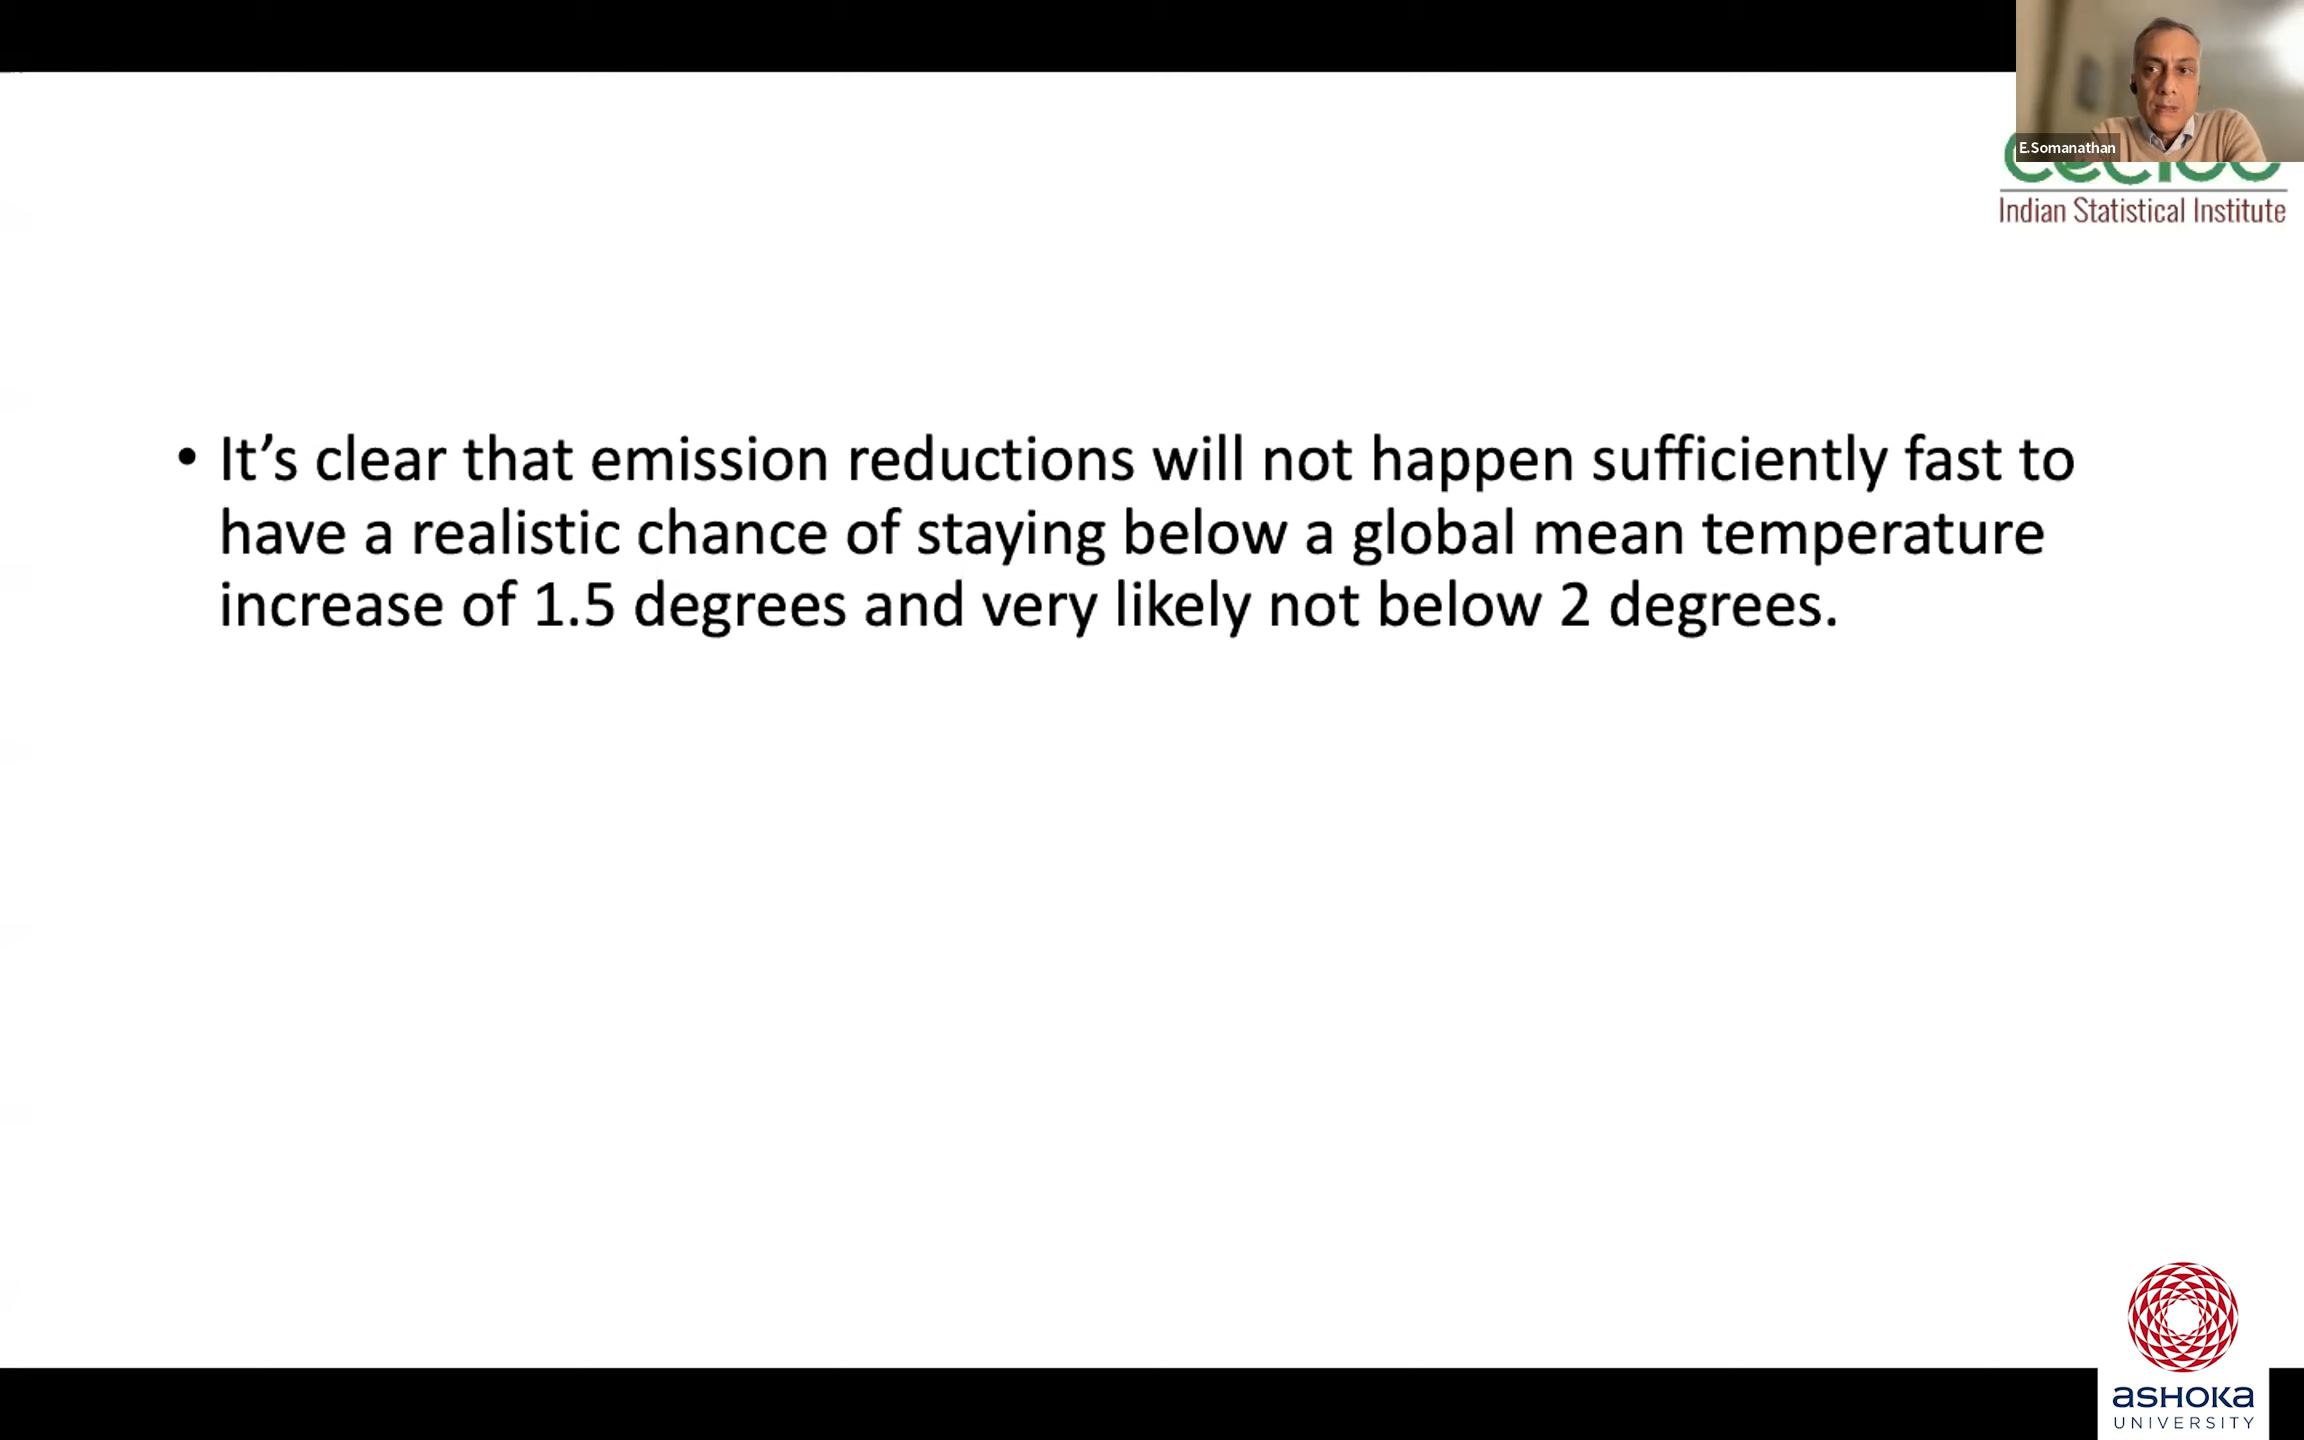 E.Somanathan
Indian Statistical Institute
• It’s clear that emission reductions will not happen sufficiently fast to
have a realistic chance of staying below a global mean temperature
increase of 1.5 degrees and very likely not below 2 degrees.
ASHOKA
UNIVERSITY